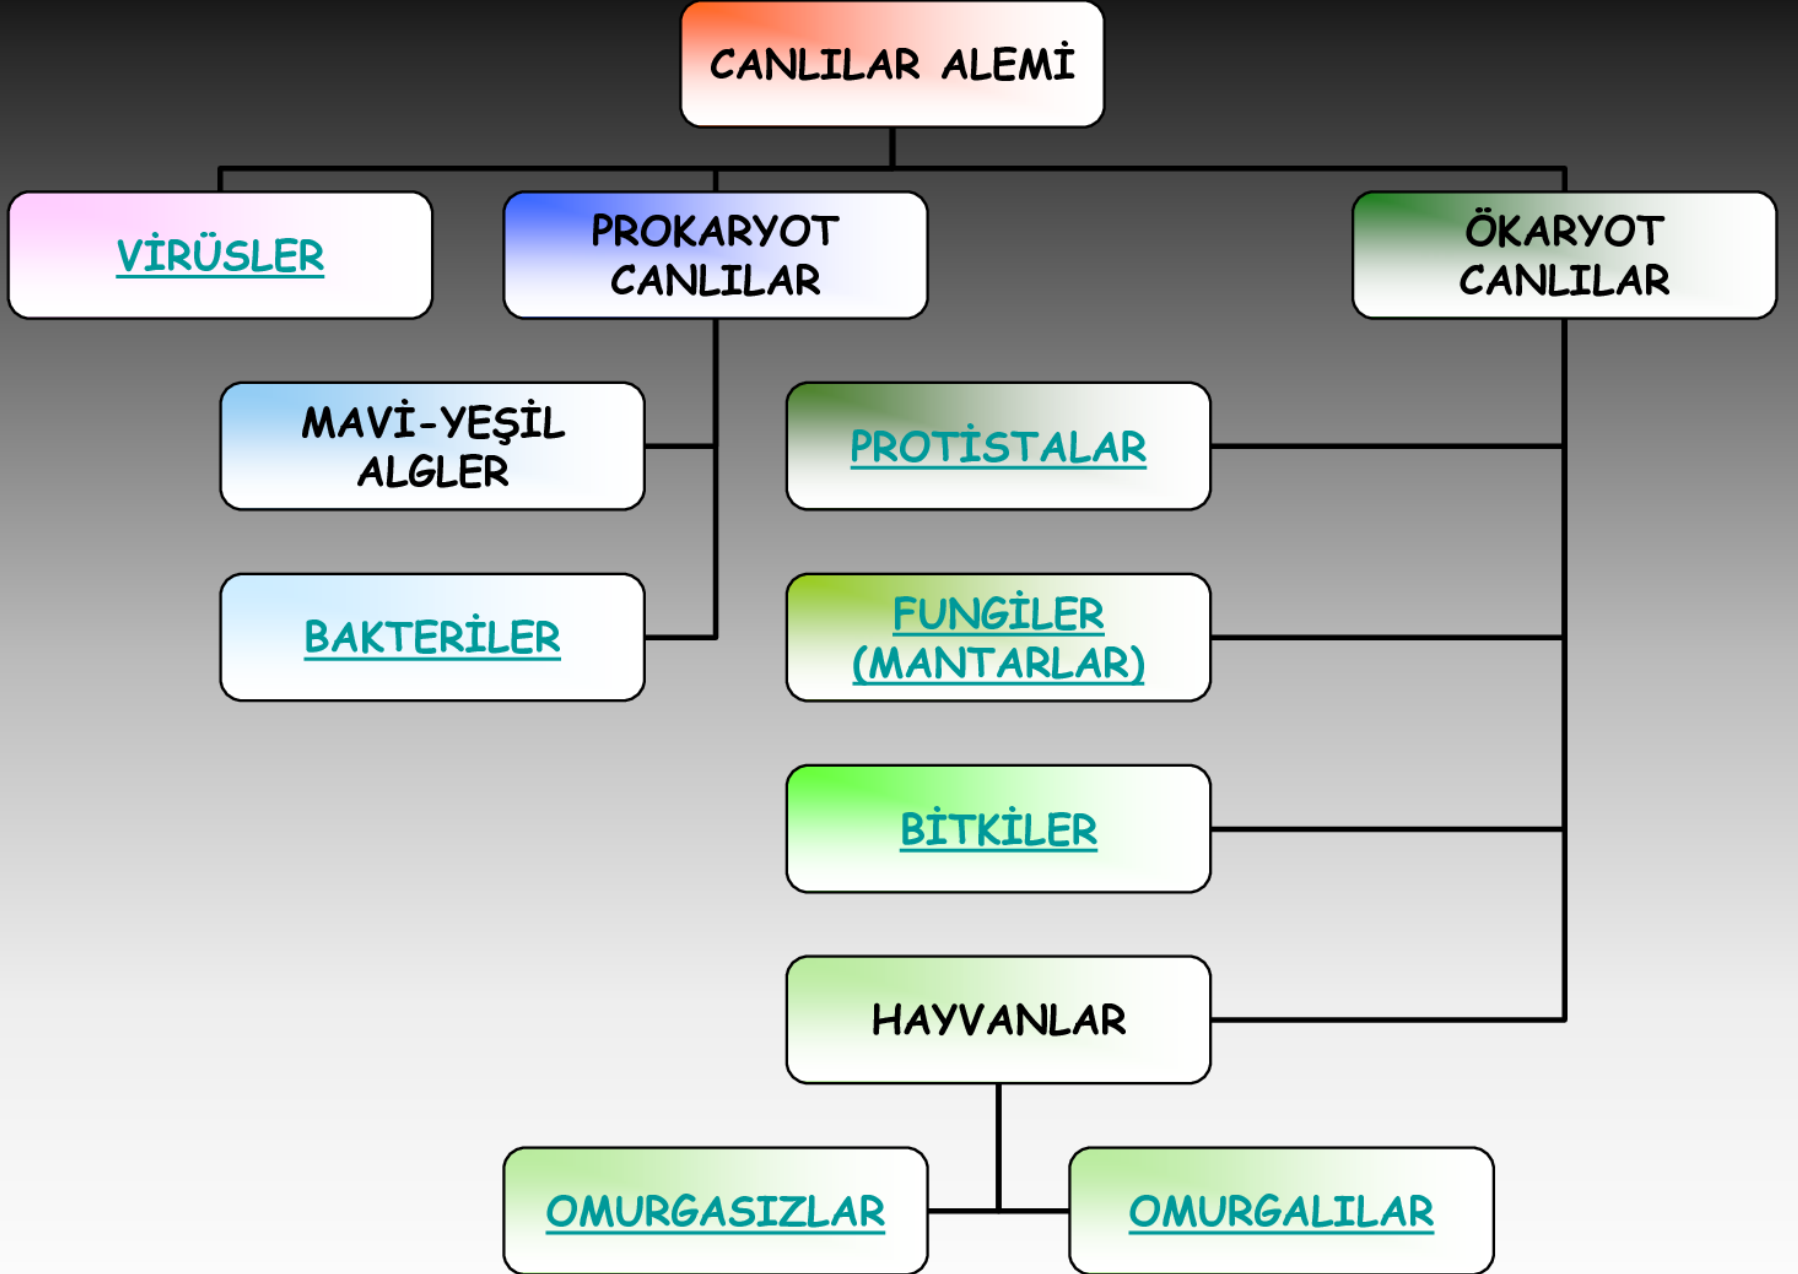 CANLILAR ALEMİ
VİRÜSLER
PROKARYOT
CANLILAR
ÖKARYOT
CANLILAR
MAVİ-YEŞİL
ALGLER
PROTİSTALAR
BAKTERİLER
FUNGİLER
(MANTARLAR)
BİTKİLER
HAYVANLAR
OMURGASIZLAR
OMURGALILAR